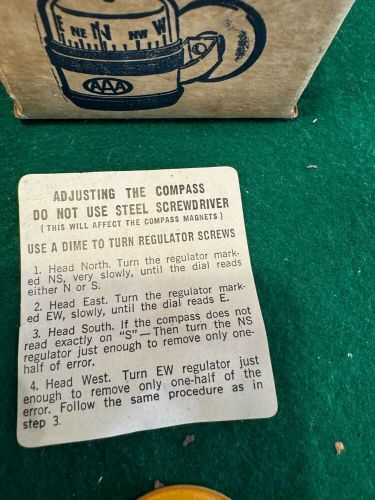 E NE N NW W
AAA
ADJUSTING THE COMPASS
DO NOT USE STEEL SCREWDRIVER
(THIS WILL AFFECT THE COMPASS MAGNETS)
USE A DIME TO TURN REGULATOR SCREWS
1. Head North. Turn the regulator mark-
ed NS, very slowly, until the dial reads
either N or S.
2. Head East. Turn the regulator mark-
ed EW, slowly, until the dial reads E.
3. Head South. If the compass does not
read exactly on "S"—Then turn the NS
regulator just enough to remove only one-
half of error.
4. Head West. Turn EW regulator just
enough to remove only one-half of the
error. Follow the same procedure as in
step 3.